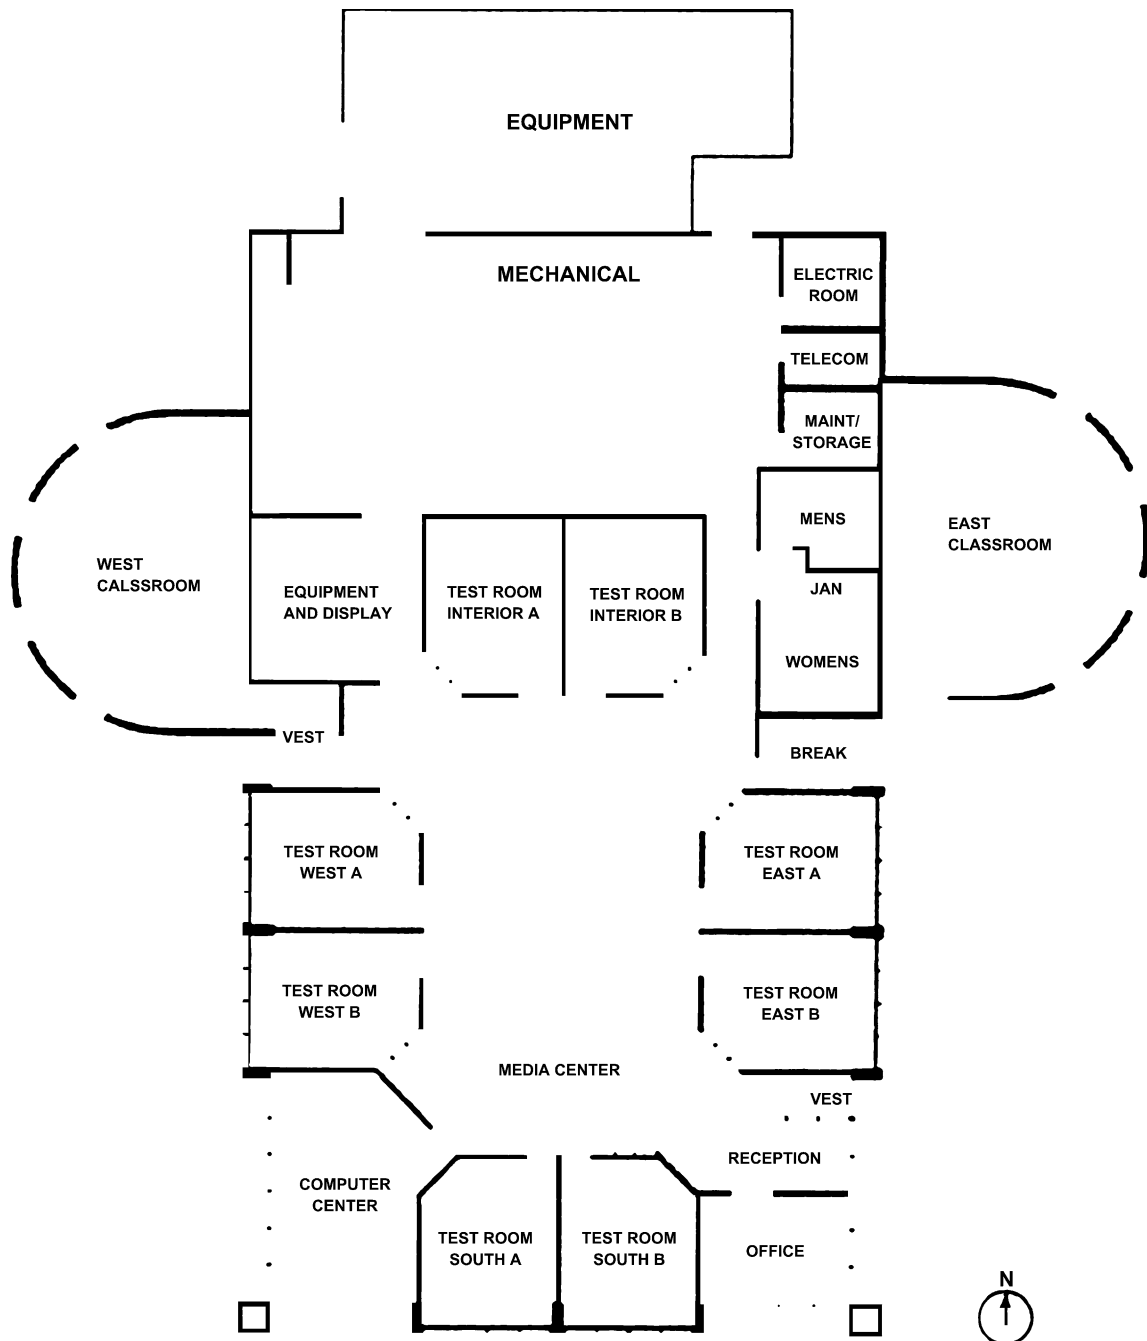 EQUIPMENT
MECHANICAL
ELECTRIC
ROOM
TELECOM
MAINT/
STORAGE
MENS
EAST
CLASSROOM
WEST
CALSSROOM
EQUIPMENT
AND DISPLAY
TEST ROOM
INTERIOR A
TEST ROOM
INTERIOR B
JAN
WOMENS
VEST
BREAK
TEST ROOM
WEST A
TEST ROOM
EAST A
TEST ROOM
WEST B
TEST ROOM
EAST B
MEDIA CENTER
VEST
RECEPTION
COMPUTER
CENTER
TEST ROOM
SOUTH A
TEST ROOM
SOUTH B
OFFICE
N